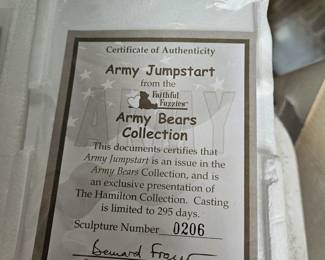 Certificate of Authenticity
Army Jumpstart
from the
Faithful
Fuzzies™
Army Bears
Collection
This documents certifies that
Army Jumpstart is an issue in the
Army Bears Collection, and is
an exclusive presentation of
The Hamilton Collection. Casting
is limited to 295 days.
Sculpture Number 0206
ARMY